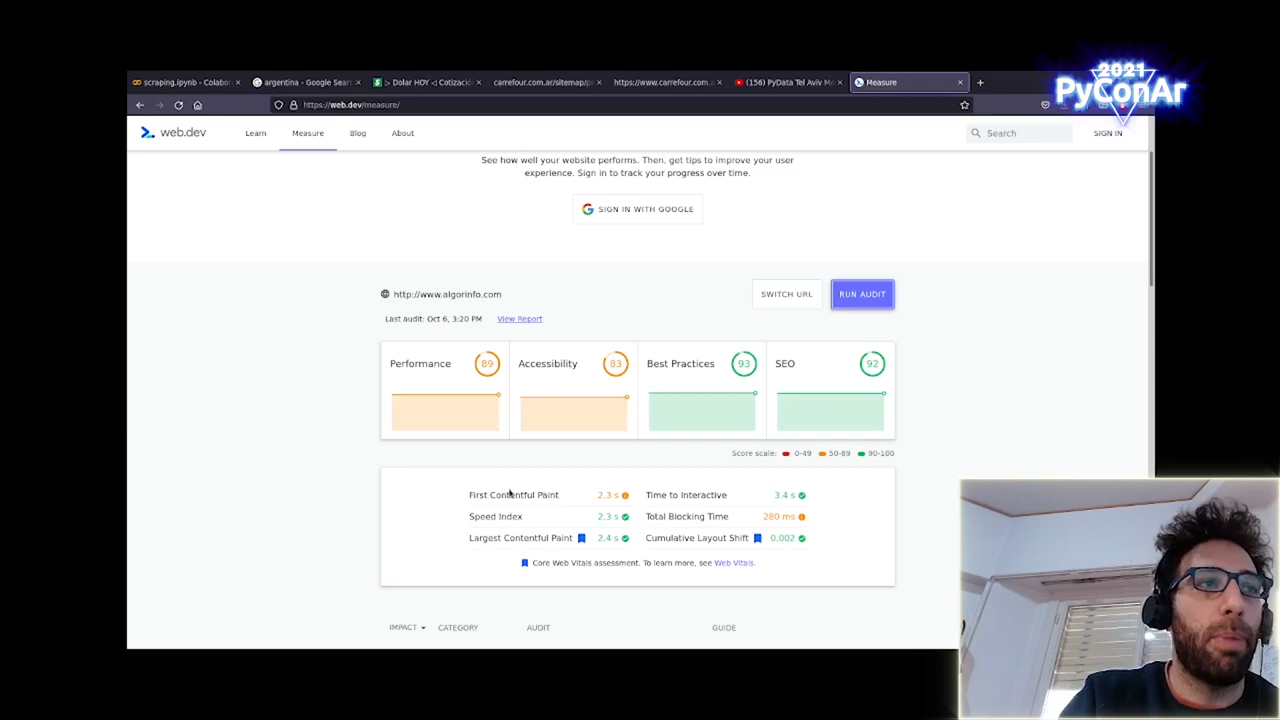 2021
PyConAr
scraping.ipynb - Colabor
argentina - Google Sear
Dolar HOY ◁ Cotizació
carrefour.com.ar/sitemap/pr
https://www.carrefour.com.a
(156) PyData Tel Aviv Me
Measure
https://web.dev/measure/
web.dev
Learn
Measure
Blog
About
Search
SIGN IN
See how well your website performs. Then, get tips to improve your user
experience. Sign in to track your progress over time.
SIGN IN WITH GOOGLE
http://www.algorinfo.com
SWITCH URL
RUN AUDIT
Last audit: Oct 6, 3:20 PM
View Report
Performance 89
Accessibility 83
Best Practices 93
SEO 92
Score scale: 0-49 50-89 90-100
First Contentful Paint 2.3 s
Time to Interactive 3.4 s
Speed Index 2.3 s
Total Blocking Time 280 ms
Largest Contentful Paint 2.4 s
Cumulative Layout Shift 0.002
Core Web Vitals assessment. To learn more, see Web Vitals.
IMPACT
CATEGORY
AUDIT
GUIDE